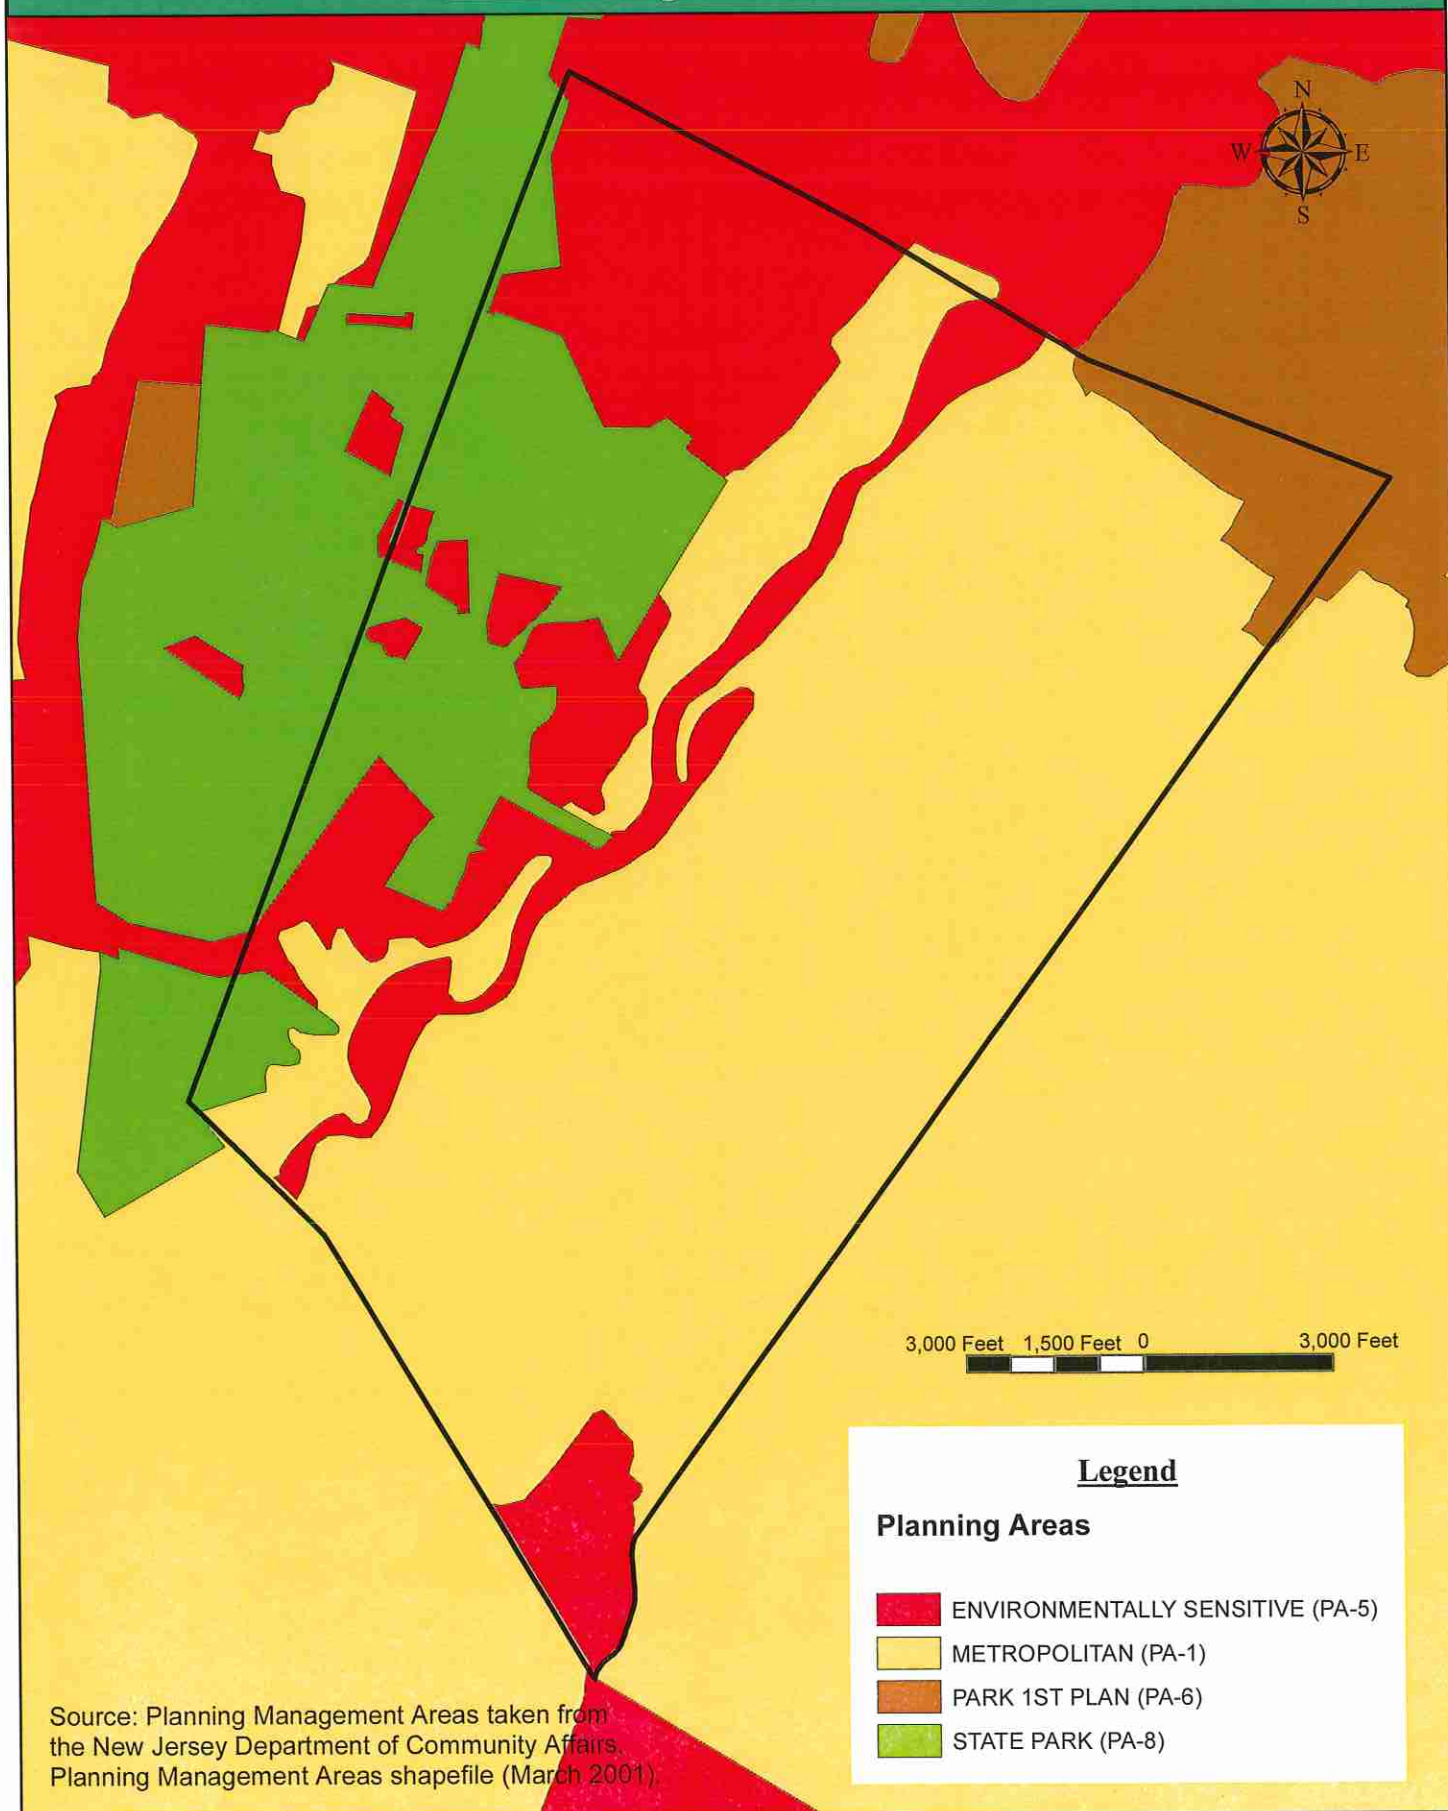 N
W
E
S
3,000 Feet 1,500 Feet 0 3,000 Feet
Legend
Planning Areas
ENVIRONMENTALLY SENSITIVE (PA-5)
METROPOLITAN (PA-1)
PARK 1ST PLAN (PA-6)
STATE PARK (PA-8)
Source: Planning Management Areas taken from
the New Jersey Department of Community Affairs,
Planning Management Areas shapefile (March 2001).